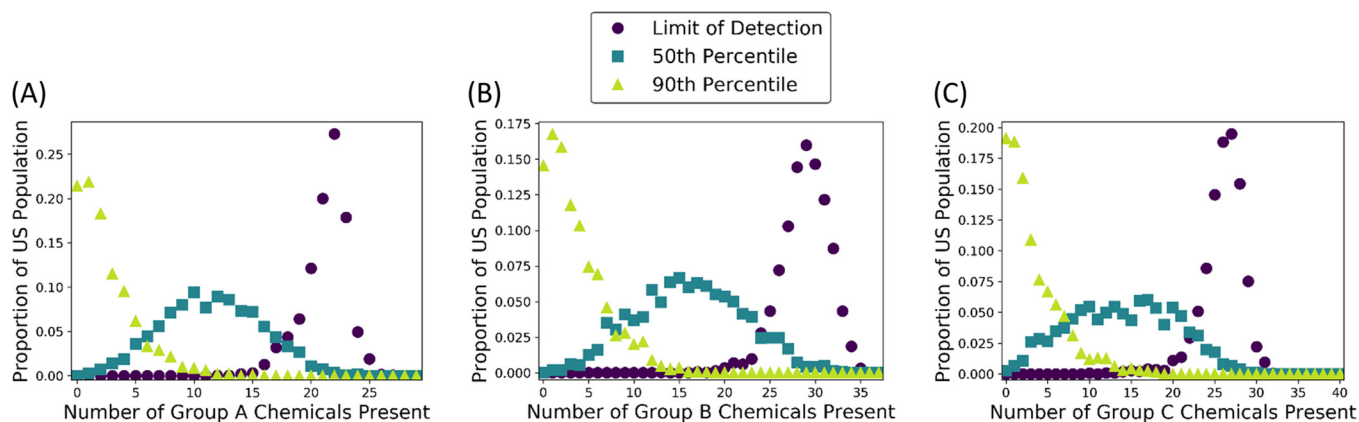 Limit of Detection
50th Percentile
90th Percentile
(A)
Proportion of US Population
0.25
0.20
0.15
0.10
0.05
0.00
0 5 10 15 20 25
Number of Group A Chemicals Present
(B)
Proportion of US Population
0.175
0.150
0.125
0.100
0.075
0.050
0.025
0.000
0 5 10 15 20 25 30 35
Number of Group B Chemicals Present
(C)
Proportion of US Population
0.200
0.175
0.150
0.125
0.100
0.075
0.050
0.025
0.000
0 5 10 15 20 25 30 35 40
Number of Group C Chemicals Present